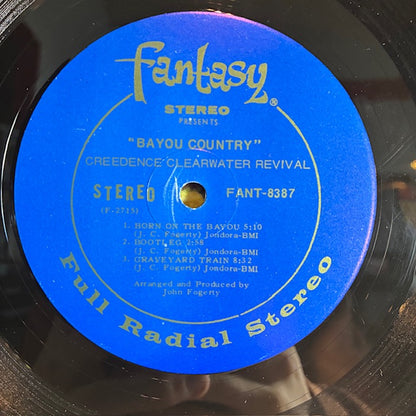 Fantasy®
STEREO
PRESENTS
"BAYOU COUNTRY"
CREEDENCE CLEARWATER REVIVAL
STEREO FANT-8387
(F-2715)
1. BORN ON THE BAYOU 5:10
(J. C. Fogerty) Jondora-BMI
2. BOOTLEG 2:58
(J. C. Fogerty) Jondora-BMI
3. GRAVEYARD TRAIN 8:32
(J. C. Fogerty) Jondora-BMI
Arranged and Produced by
John Fogerty
Full Radial Stereo